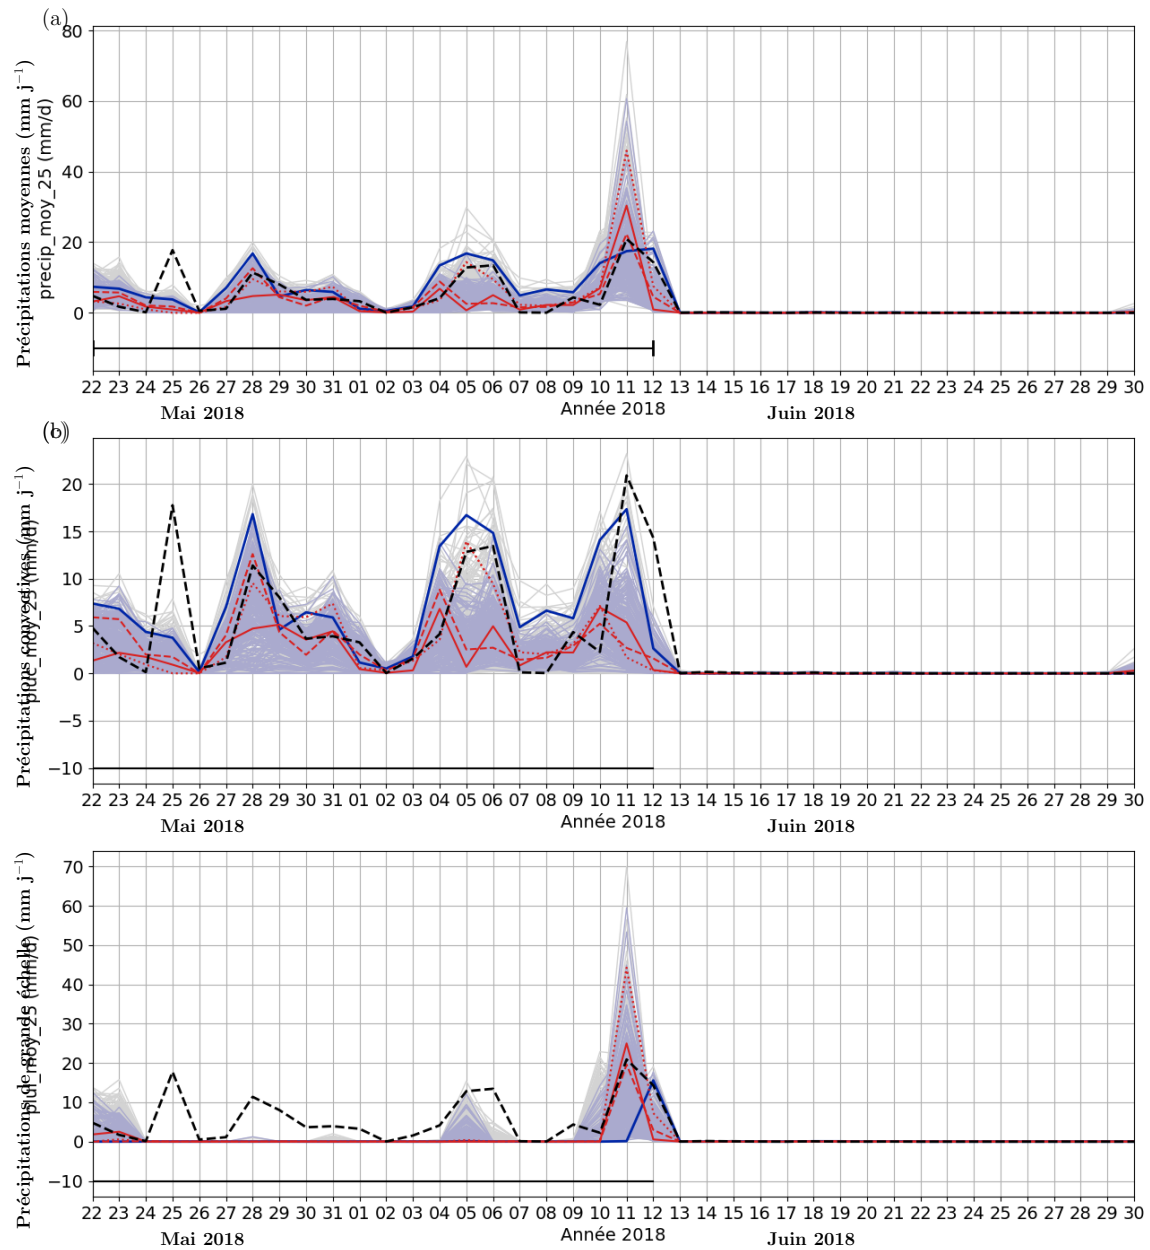 (a)
80
60
40
20
0
Précipitations moyennes (mm j⁻¹)
precip_moy_25 (mm/d)
22 23 24 25 26 27 28 29 30 31 01 02 03 04 05 06 07 08 09 10 11 12 13 14 15 16 17 18 19 20 21 22 23 24 25 26 27 28 29 30
Mai 2018 Année 2018 Juin 2018
20
15
10
5
0
−5
−10
Précipitations convectives (mm j⁻¹)
22 23 24 25 26 27 28 29 30 31 01 02 03 04 05 06 07 08 09 10 11 12 13 14 15 16 17 18 19 20 21 22 23 24 25 26 27 28 29 30
Mai 2018 Année 2018 Juin 2018
70
60
50
40
30
20
10
0
−10
Précipitations de grande échelle (mm j⁻¹)
22 23 24 25 26 27 28 29 30 31 01 02 03 04 05 06 07 08 09 10 11 12 13 14 15 16 17 18 19 20 21 22 23 24 25 26 27 28 29 30
Mai 2018 Année 2018 Juin 2018